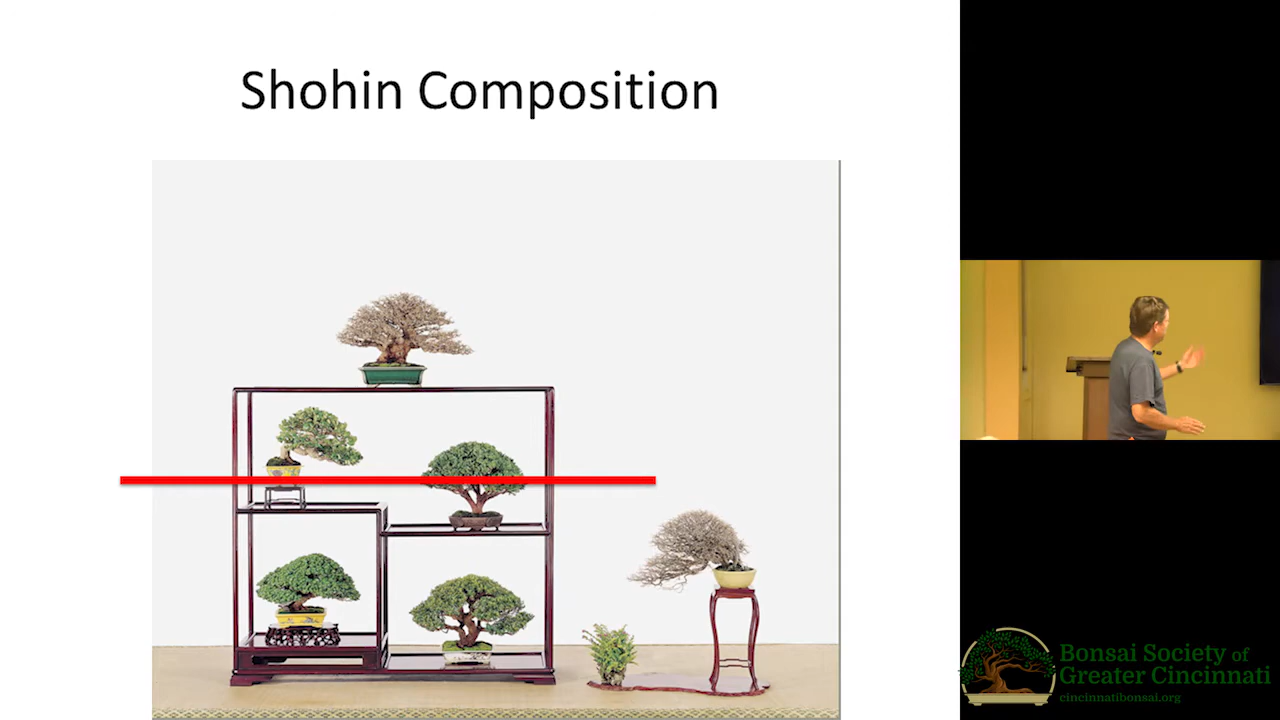 Shohin Composition
Bonsai Society of
Greater Cincinnati
cincinnatibonsai.org